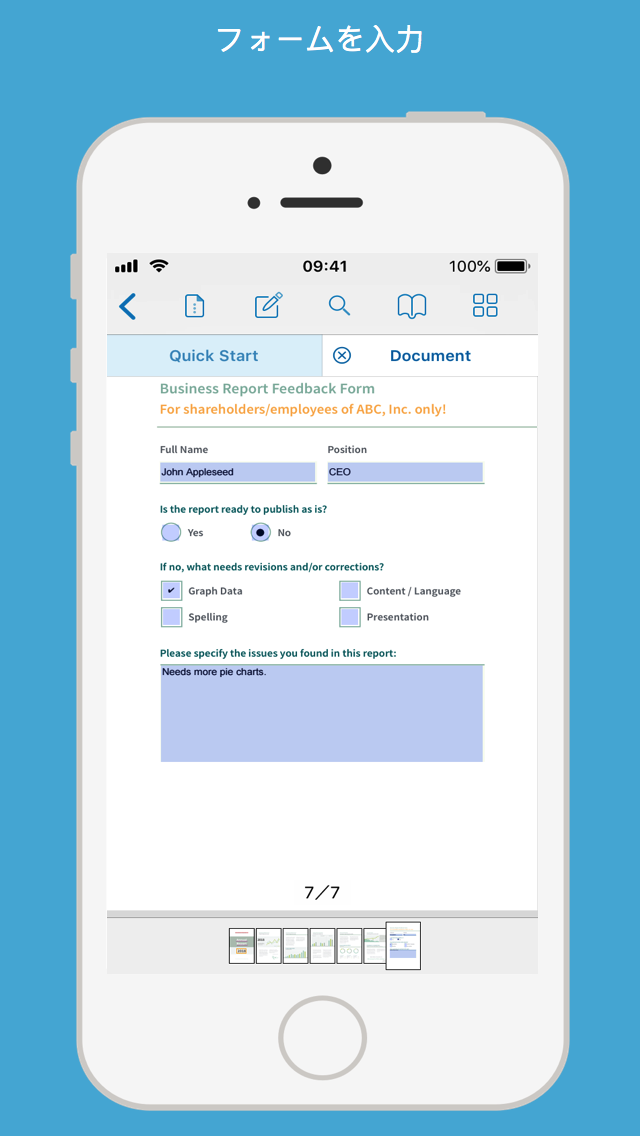 フォームを入力
09:41
100%
Quick Start
Document
Business Report Feedback Form
For shareholders/employees of ABC, Inc. only!
Full Name
Position
John Appleseed
CEO
Is the report ready to publish as is?
Yes
No
If no, what needs revisions and/or corrections?
Graph Data
Content / Language
Spelling
Presentation
Please specify the issues you found in this report:
Needs more pie charts.
7/7